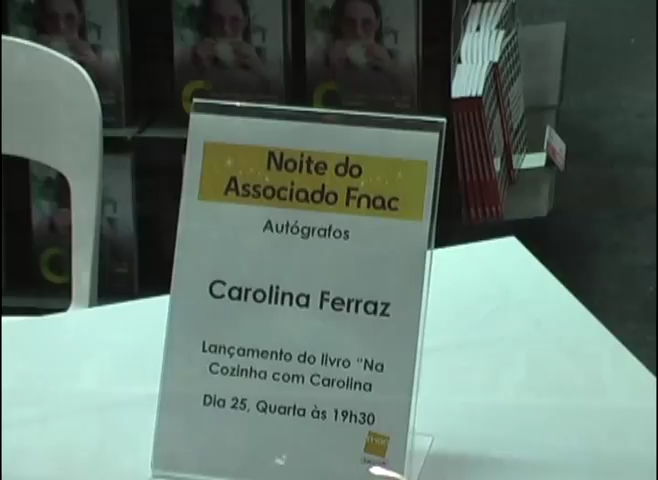 Noite do
Associado Fnac
Autógrafos
Carolina Ferraz
Lançamento do livro "Na
Cozinha com Carolina
Dia 25, Quarta às 19h30
fnac